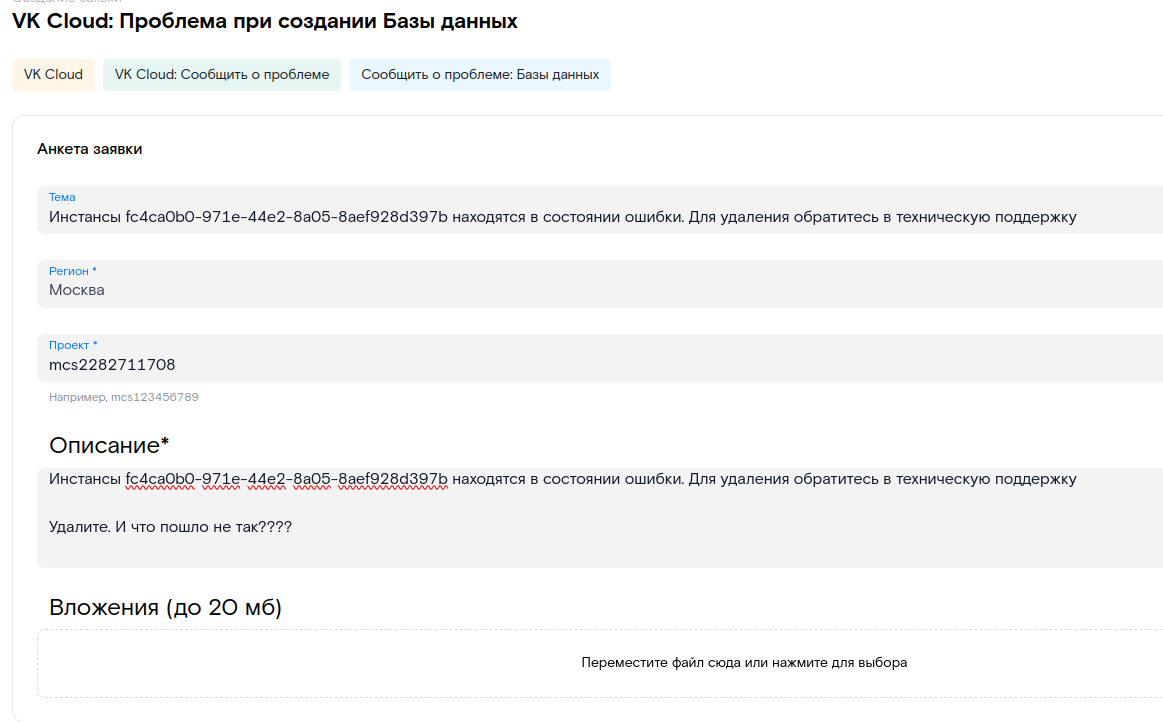 VK Cloud: Проблема при создании Базы данных
VK Cloud
VK Cloud: Сообщить о проблеме
Сообщить о проблеме: Базы данных
Анкета заявки
Тема
Инстансы fc4ca0b0-971e-44e2-8a05-8aef928d397b находятся в состоянии ошибки. Для удаления обратитесь в техническую поддержку
Регион *
Москва
Проект *
mcs2282711708
Например, mcs123456789
Описание*
Инстансы fc4ca0b0-971e-44e2-8a05-8aef928d397b находятся в состоянии ошибки. Для удаления обратитесь в техническую поддержку
Удалите. И что пошло не так????
Вложения (до 20 мб)
Переместите файл сюда или нажмите для выбора